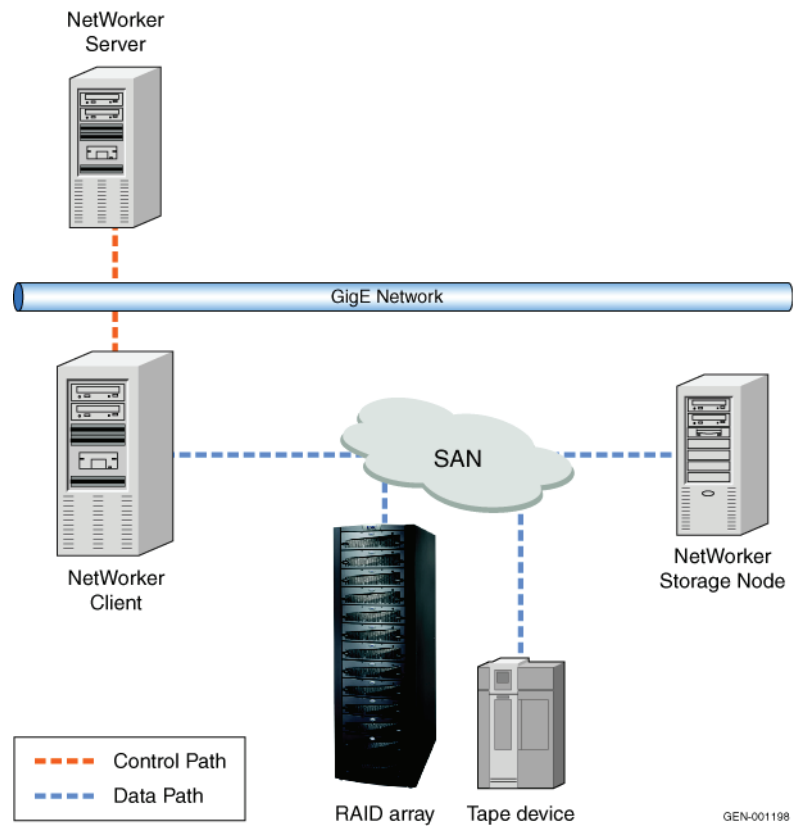 NetWorker
Server
GigE Network
SAN
NetWorker
Client
NetWorker
Storage Node
Control Path
Data Path
RAID array
Tape device
GEN-001198